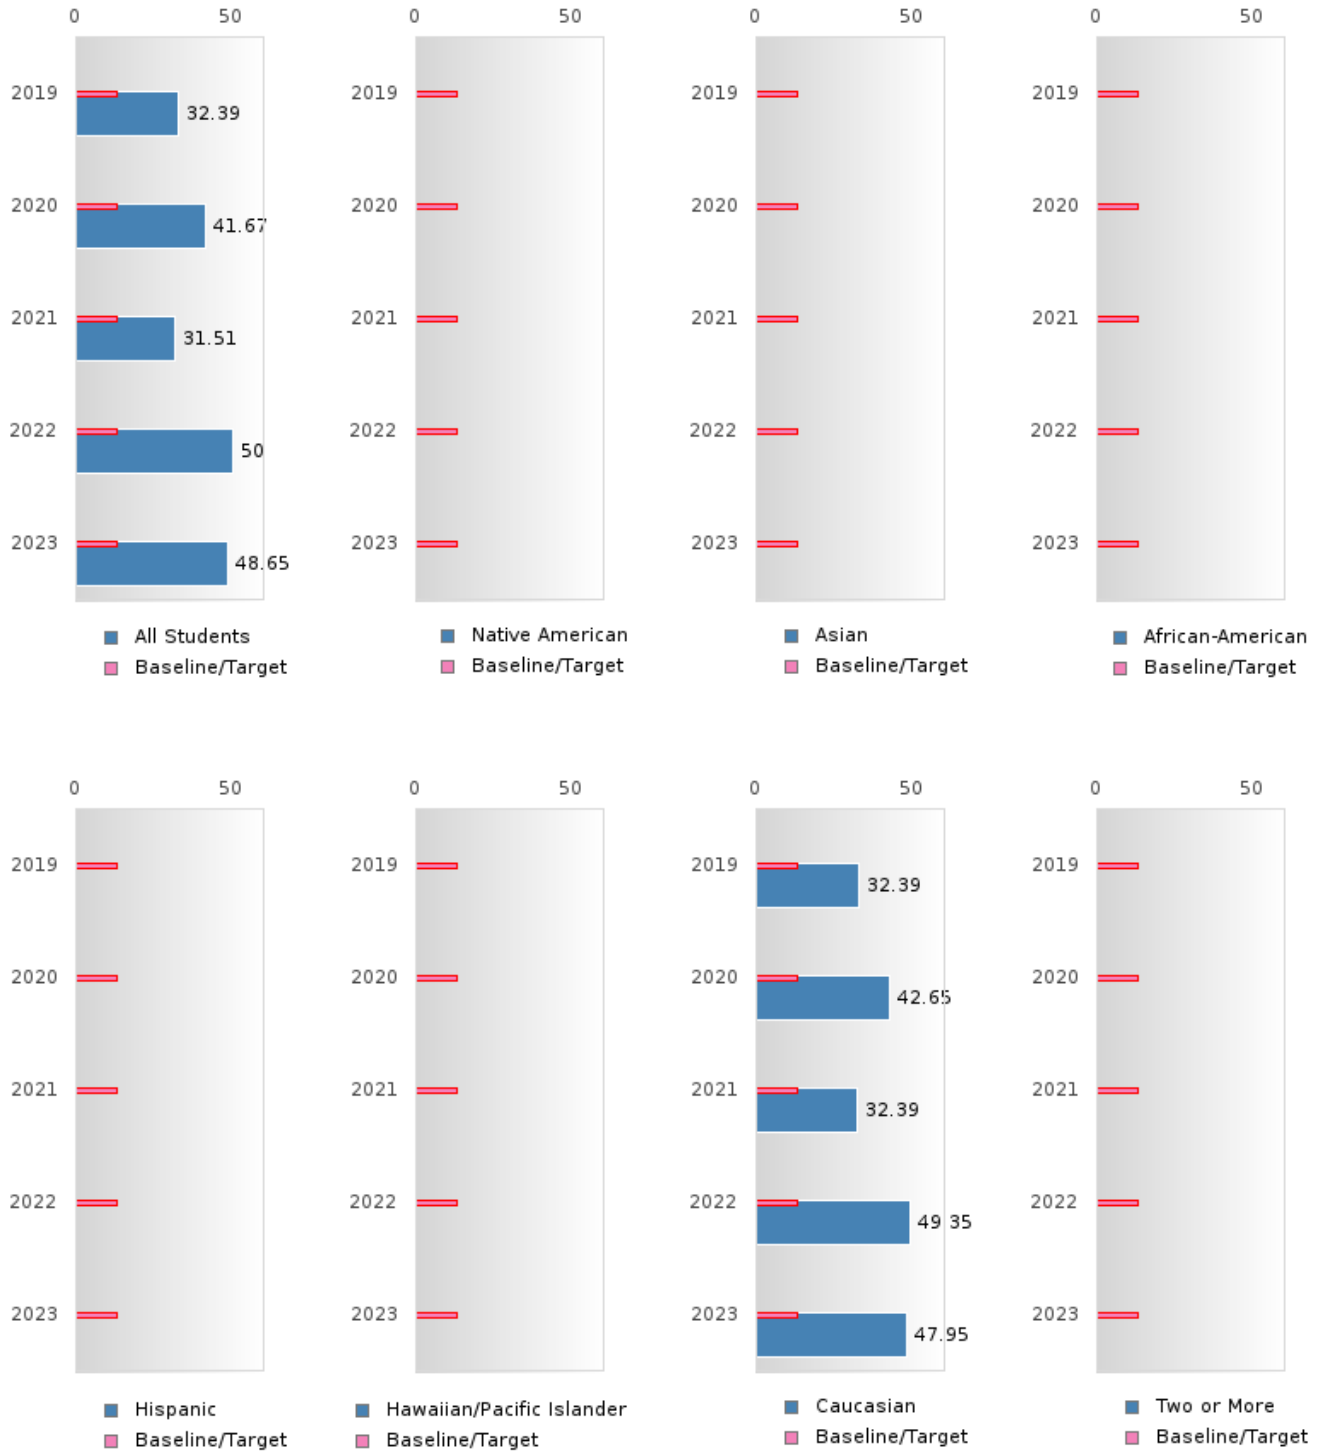 0 50 0 50 0 50 0 50
2019 32.39 2019 2019 2019
2020 41.67 2020 2020 2020
2021 31.51 2021 2021 2021
2022 50 2022 2022 2022
2023 48.65 2023 2023 2023
All Students Native American Asian African-American
Baseline/Target Baseline/Target Baseline/Target Baseline/Target
0 50 0 50 0 50 0 50
2019 2019 2019 32.39 2019
2020 2020 2020 42.65 2020
2021 2021 2021 32.39 2021
2022 2022 2022 49.35 2022
2023 2023 2023 47.95 2023
Hispanic Hawaiian/Pacific Islander Caucasian Two or More
Baseline/Target Baseline/Target Baseline/Target Baseline/Target